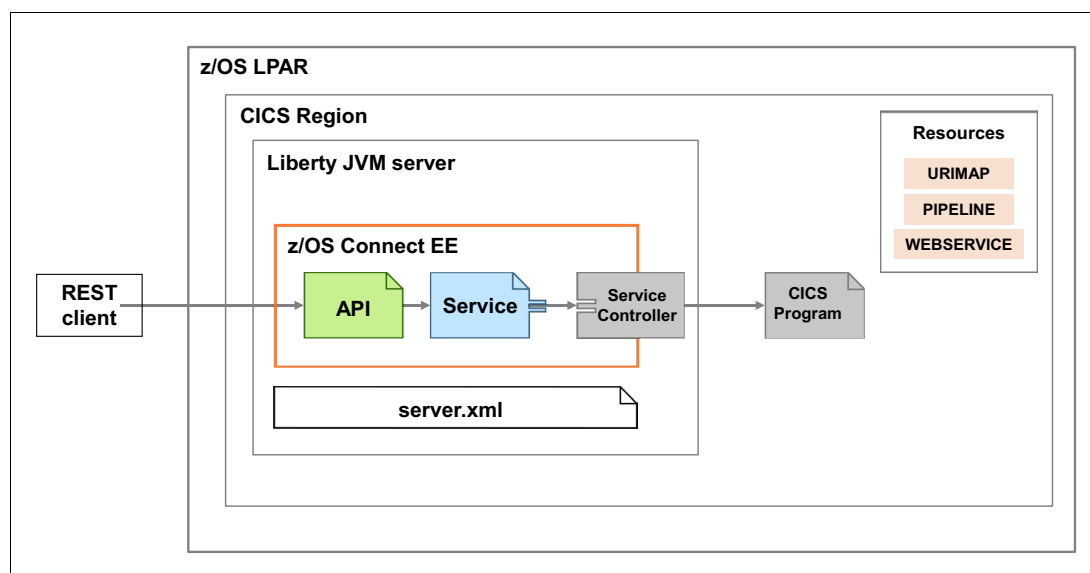 z/OS LPAR
CICS Region
Liberty JVM server
z/OS Connect EE
REST
client
API
Service
Service
Controller
CICS
Program
server.xml
Resources
URIMAP
PIPELINE
WEBSERVICE